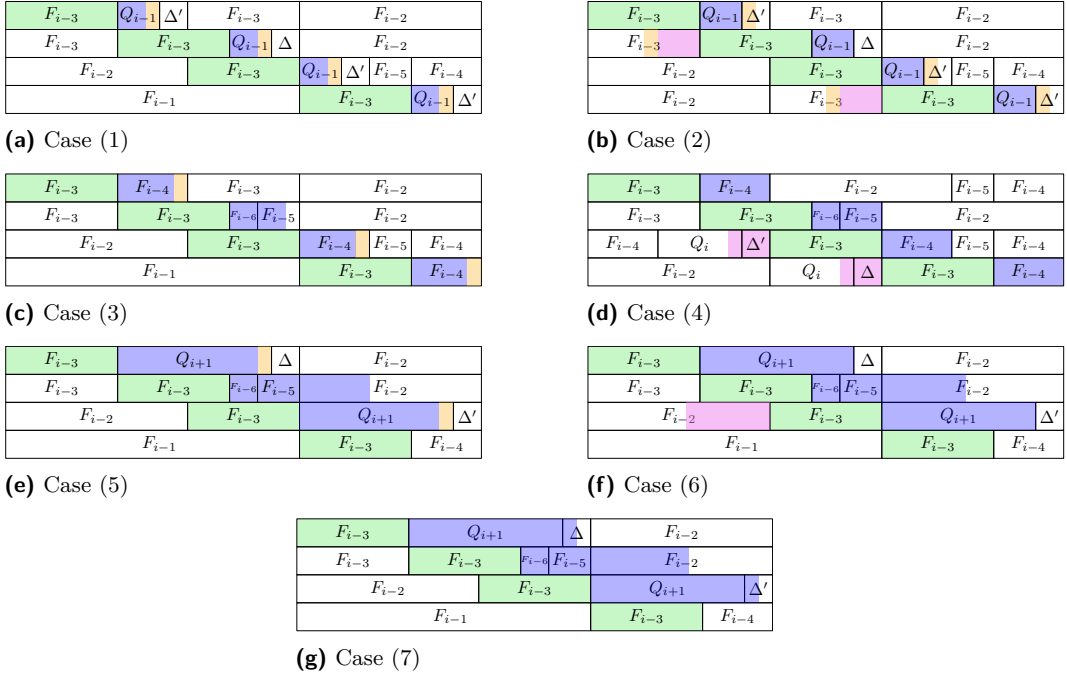 F_{i−3} Q_{i−1} Δ′ F_{i−3} F_{i−2}
F_{i−3} F_{i−3} Q_{i−1} Δ F_{i−2}
F_{i−2} F_{i−3} Q_{i−1} Δ′ F_{i−5} F_{i−4}
F_{i−1} F_{i−3} Q_{i−1} Δ′
(a) Case (1)
F_{i−3} Q_{i−1} Δ′ F_{i−3} F_{i−2}
F_{i−3} F_{i−3} Q_{i−1} Δ F_{i−2}
F_{i−2} F_{i−3} Q_{i−1} Δ′ F_{i−5} F_{i−4}
F_{i−2} F_{i−3} F_{i−3} Q_{i−1} Δ′
(b) Case (2)
F_{i−3} F_{i−4} F_{i−3} F_{i−2}
F_{i−3} F_{i−3} F_{i−6} F_{i−5} F_{i−2}
F_{i−2} F_{i−3} F_{i−4} F_{i−5} F_{i−4}
F_{i−1} F_{i−3} F_{i−4}
(c) Case (3)
F_{i−3} F_{i−4} F_{i−2} F_{i−5} F_{i−4}
F_{i−3} F_{i−3} F_{i−6} F_{i−5} F_{i−2}
F_{i−4} Q_i Δ′ F_{i−3} F_{i−4} F_{i−5} F_{i−4}
F_{i−2} Q_i Δ F_{i−3} F_{i−4}
(d) Case (4)
F_{i−3} Q_{i+1} Δ F_{i−2}
F_{i−3} F_{i−3} F_{i−6} F_{i−5} F_{i−2}
F_{i−2} F_{i−3} Q_{i+1} Δ′
F_{i−1} F_{i−3} F_{i−4}
(e) Case (5)
F_{i−3} Q_{i+1} Δ F_{i−2}
F_{i−3} F_{i−3} F_{i−6} F_{i−5} F_{i−2}
F_{i−2} F_{i−3} Q_{i+1} Δ′
F_{i−1} F_{i−3} F_{i−4}
(f) Case (6)
F_{i−3} Q_{i+1} Δ F_{i−2}
F_{i−3} F_{i−3} F_{i−6} F_{i−5} F_{i−2}
F_{i−2} F_{i−3} Q_{i+1} Δ′
F_{i−1} F_{i−3} F_{i−4}
(g) Case (7)